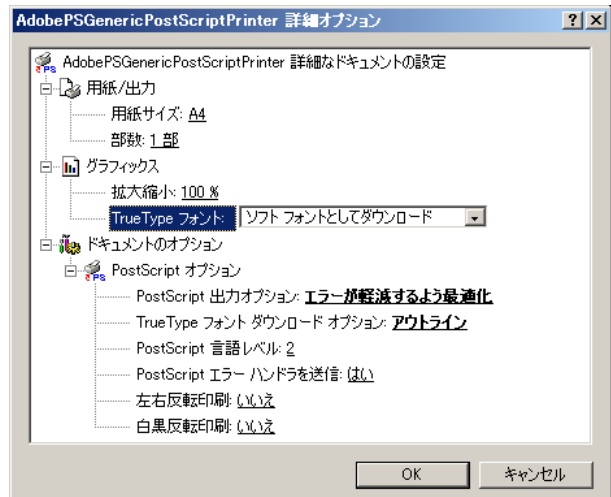 AdobePSGenericPostScriptPrinter 詳細オプション
AdobePSGenericPostScriptPrinter 詳細なドキュメントの設定
用紙/出力
用紙サイズ: A4
部数: 1 部
グラフィックス
拡大縮小: 100 %
TrueType フォント: ソフト フォントとしてダウンロード
ドキュメントのオプション
PostScript オプション
PostScript 出力オプション: エラーが軽減するよう最適化
TrueType フォント ダウンロード オプション: アウトライン
PostScript 言語レベル: 2
PostScript エラー ハンドラを送信: はい
左右反転印刷: いいえ
白黒反転印刷: いいえ
OK キャンセル